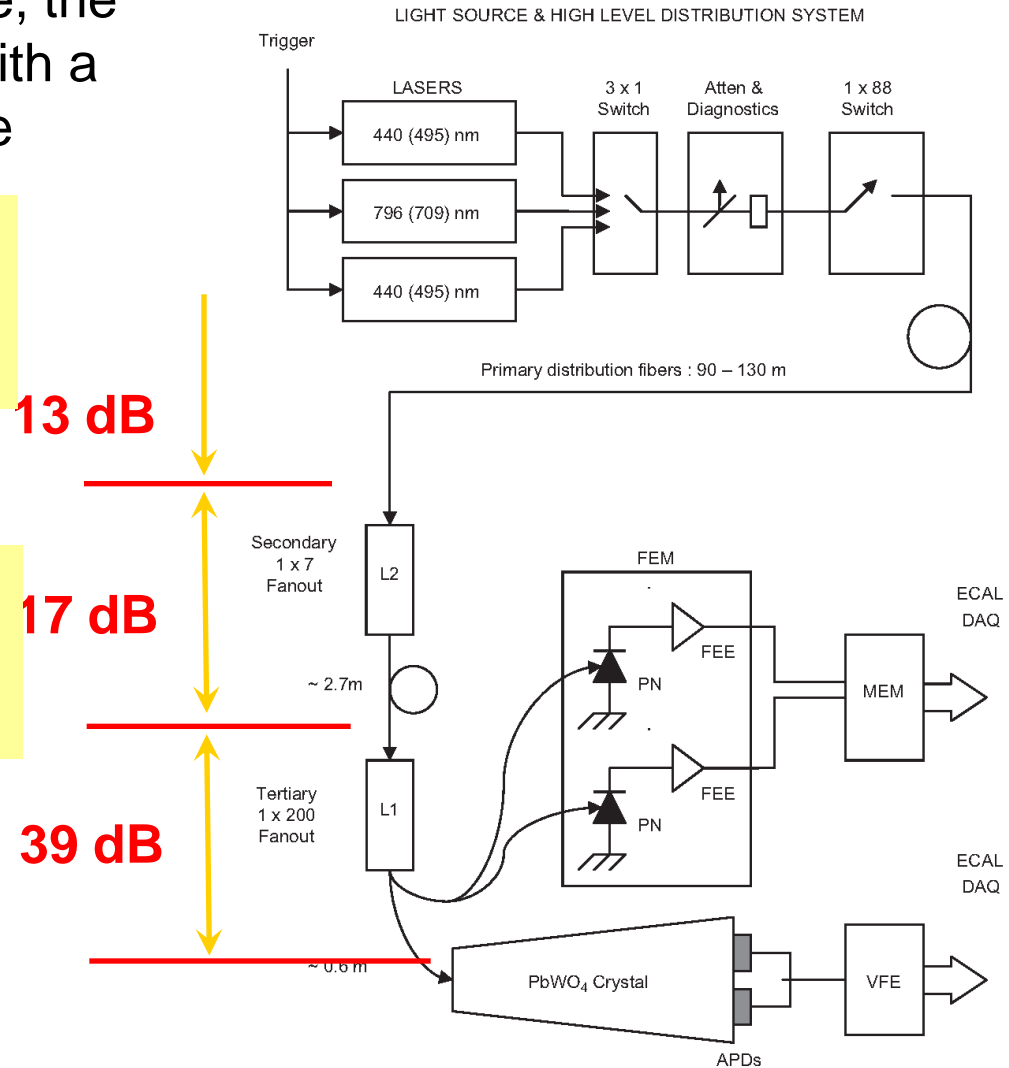 e, the
ith a
e
LIGHT SOURCE & HIGH LEVEL DISTRIBUTION SYSTEM
Trigger
LASERS
440 (495) nm
796 (709) nm
440 (495) nm
3 x 1
Switch
Atten &
Diagnostics
1 x 88
Switch
Primary distribution fibers : 90 – 130 m
13 dB
Secondary
1 x 7
Fanout
L2
17 dB
~ 2.7m
Tertiary
1 x 200
Fanout
L1
39 dB
~ 0.6 m
FEM
FEE
PN
FEE
PN
MEM
ECAL
DAQ
PbWO₄ Crystal
APDs
VFE
ECAL
DAQ